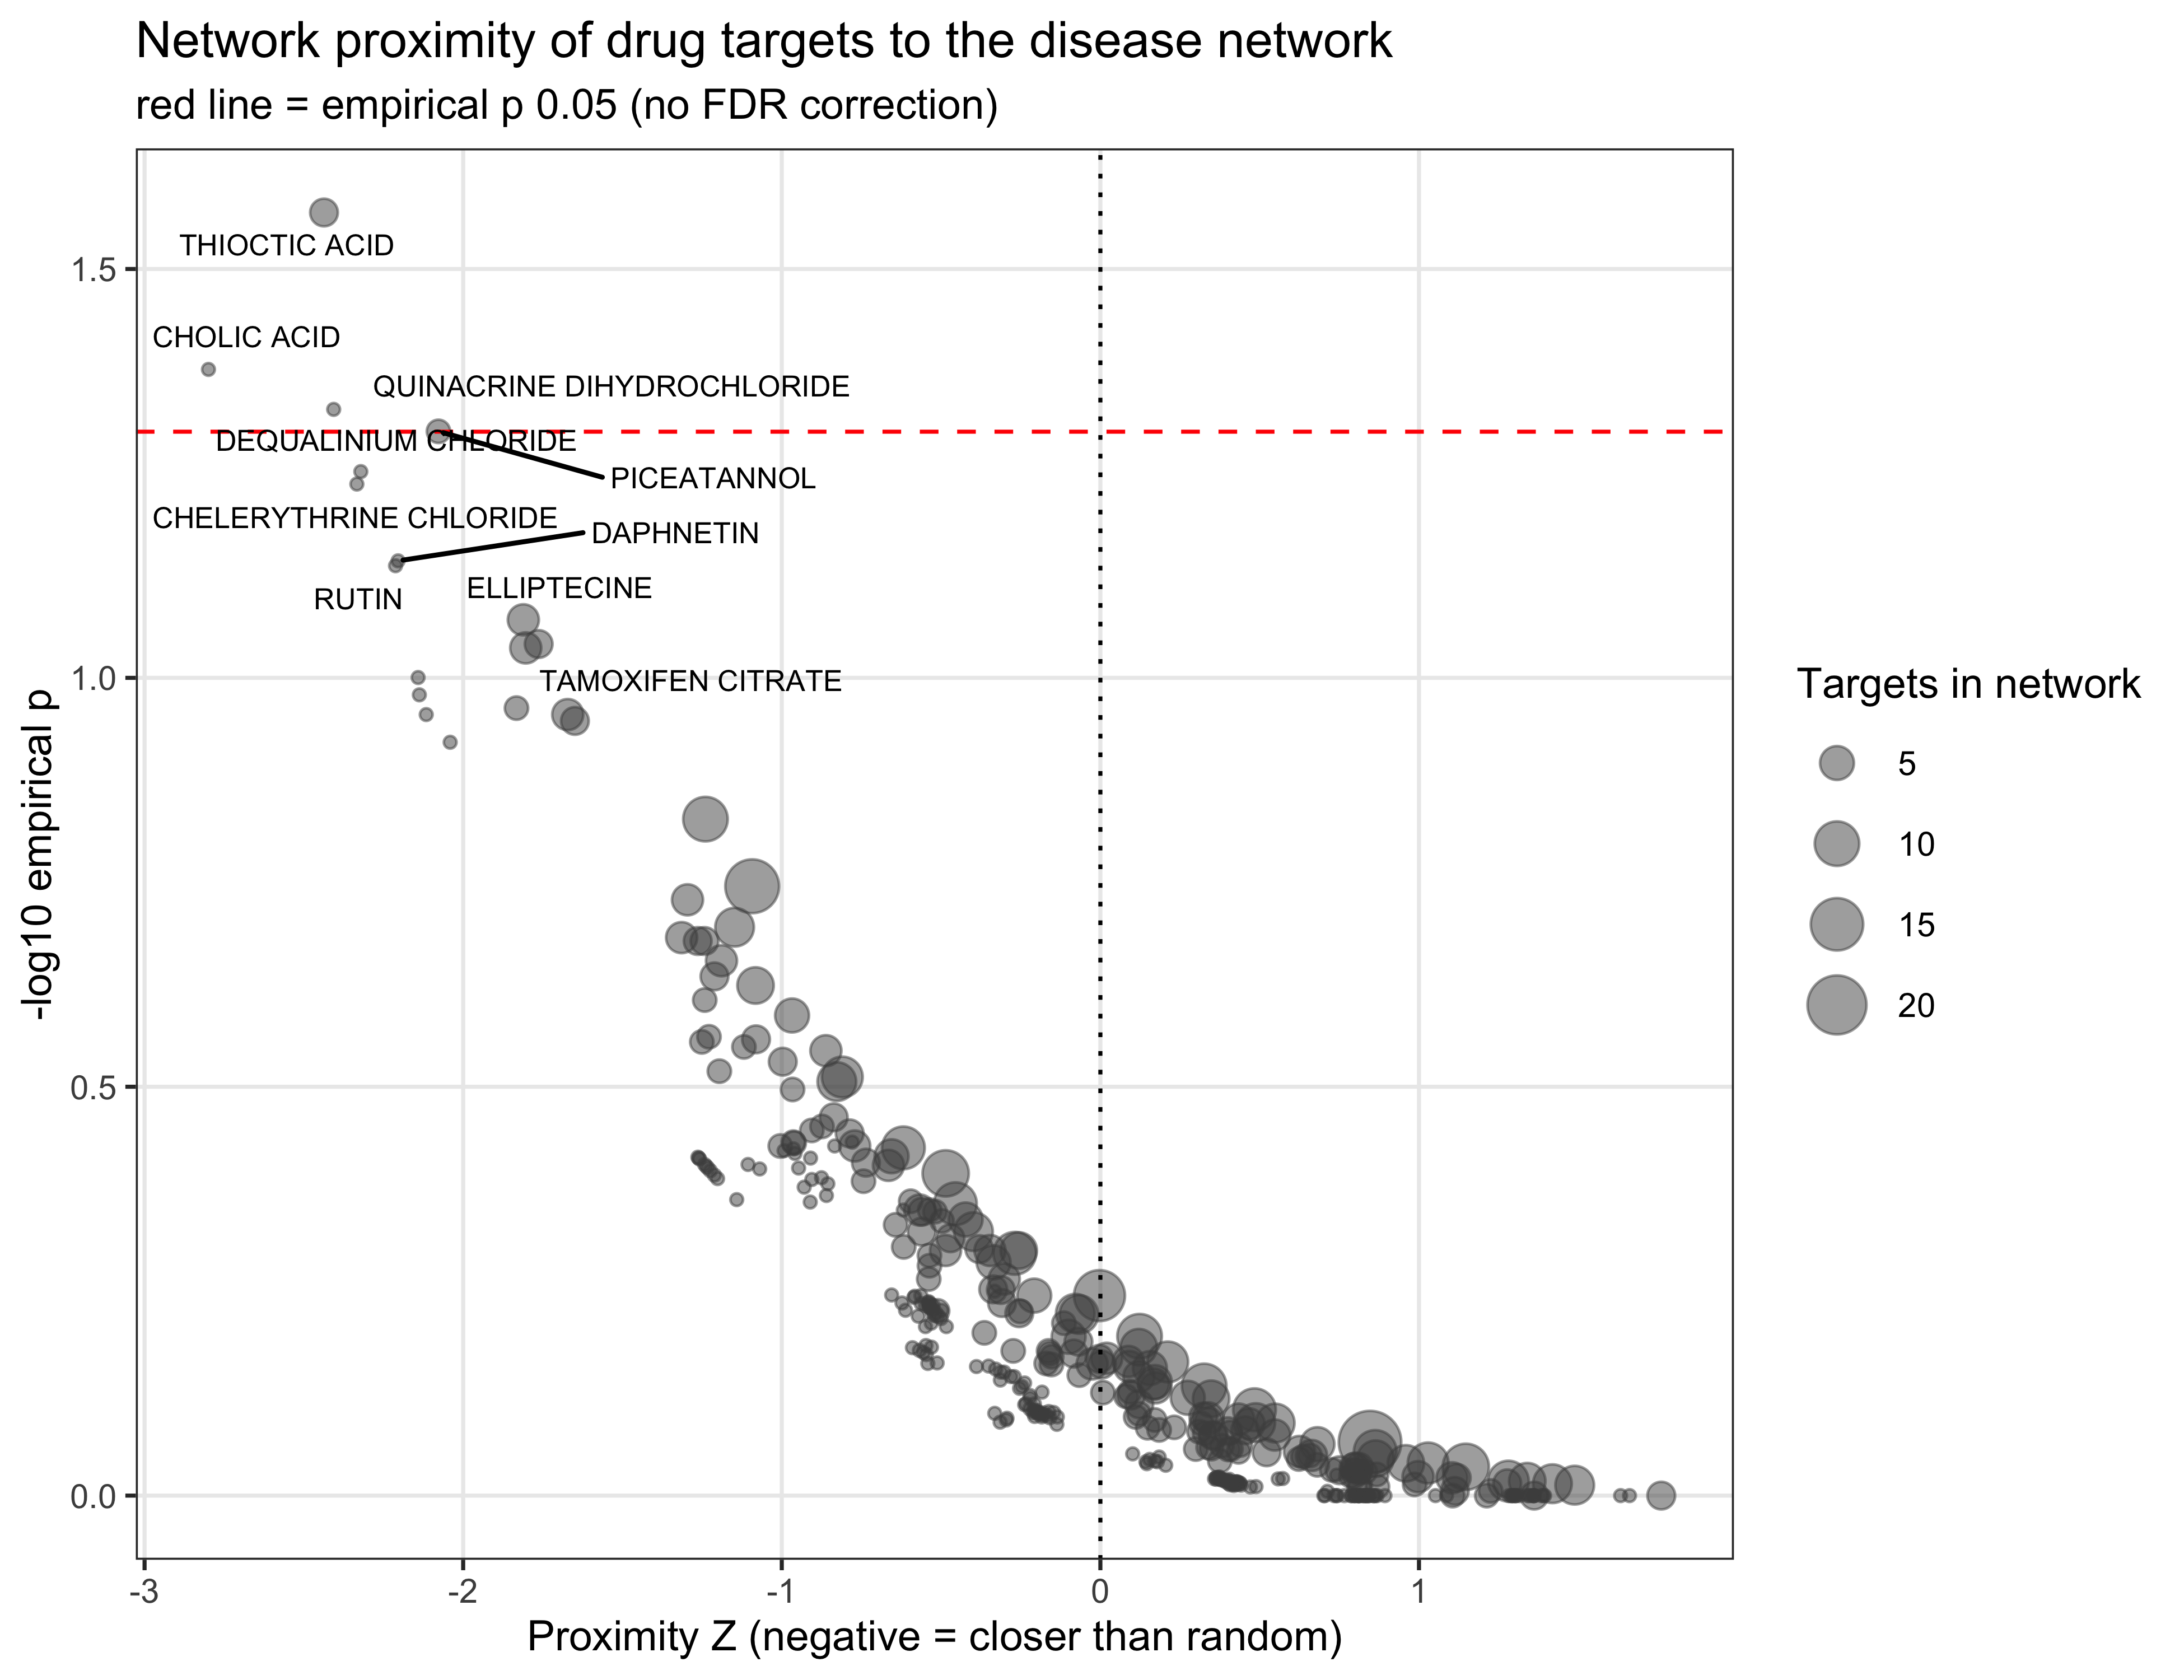 Network proximity of drug targets to the disease network
red line = empirical p 0.05 (no FDR correction)
-log10 empirical p
1.5
1.0
0.5
0.0
THIOCTIC ACID
CHOLIC ACID
QUINACRINE DIHYDROCHLORIDE
DEQUALINIUM CHLORIDE
PICEATANNOL
CHELERYTHRINE CHLORIDE
DAPHNETIN
ELLIPTECINE
RUTIN
TAMOXIFEN CITRATE
-3
-2
-1
0
1
Proximity Z (negative = closer than random)
Targets in network
5
10
15
20